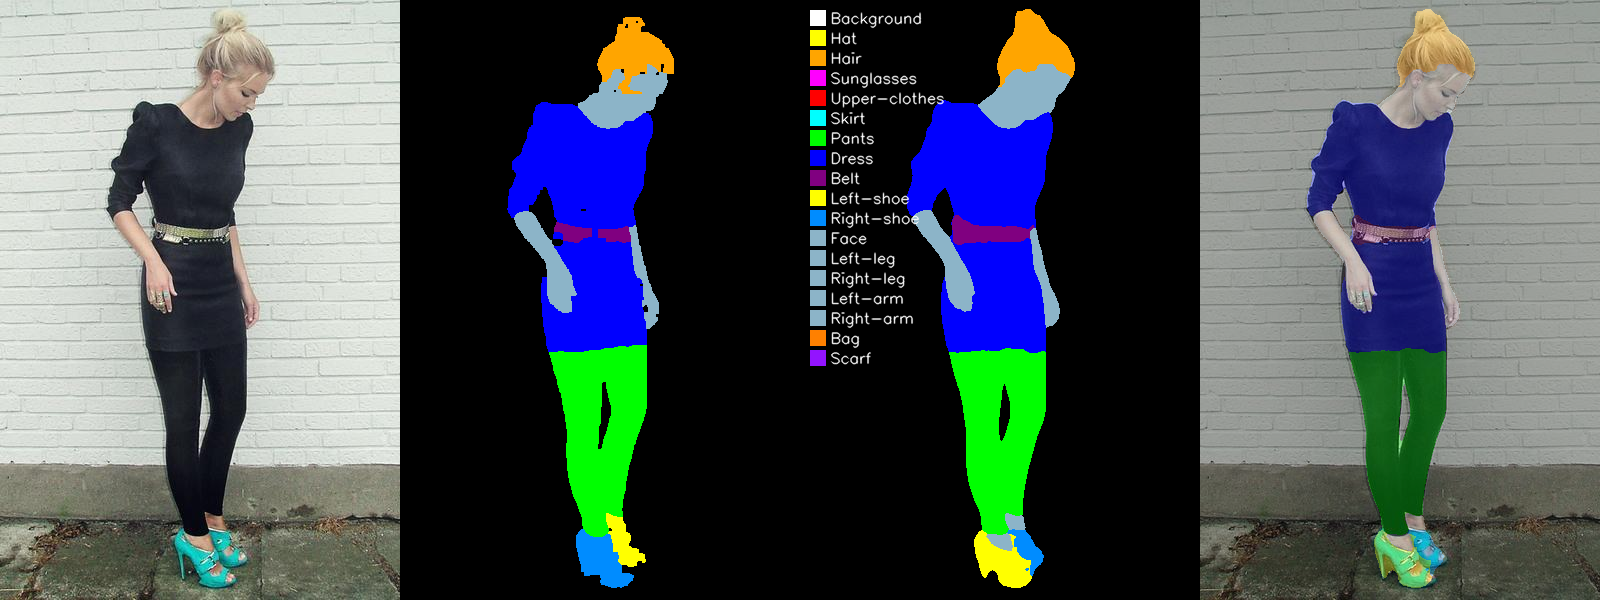 Background
Hat
Hair
Sunglasses
Upper-clothes
Skirt
Pants
Dress
Belt
Left-shoe
Right-shoe
Face
Left-leg
Right-leg
Left-arm
Right-arm
Bag
Scarf